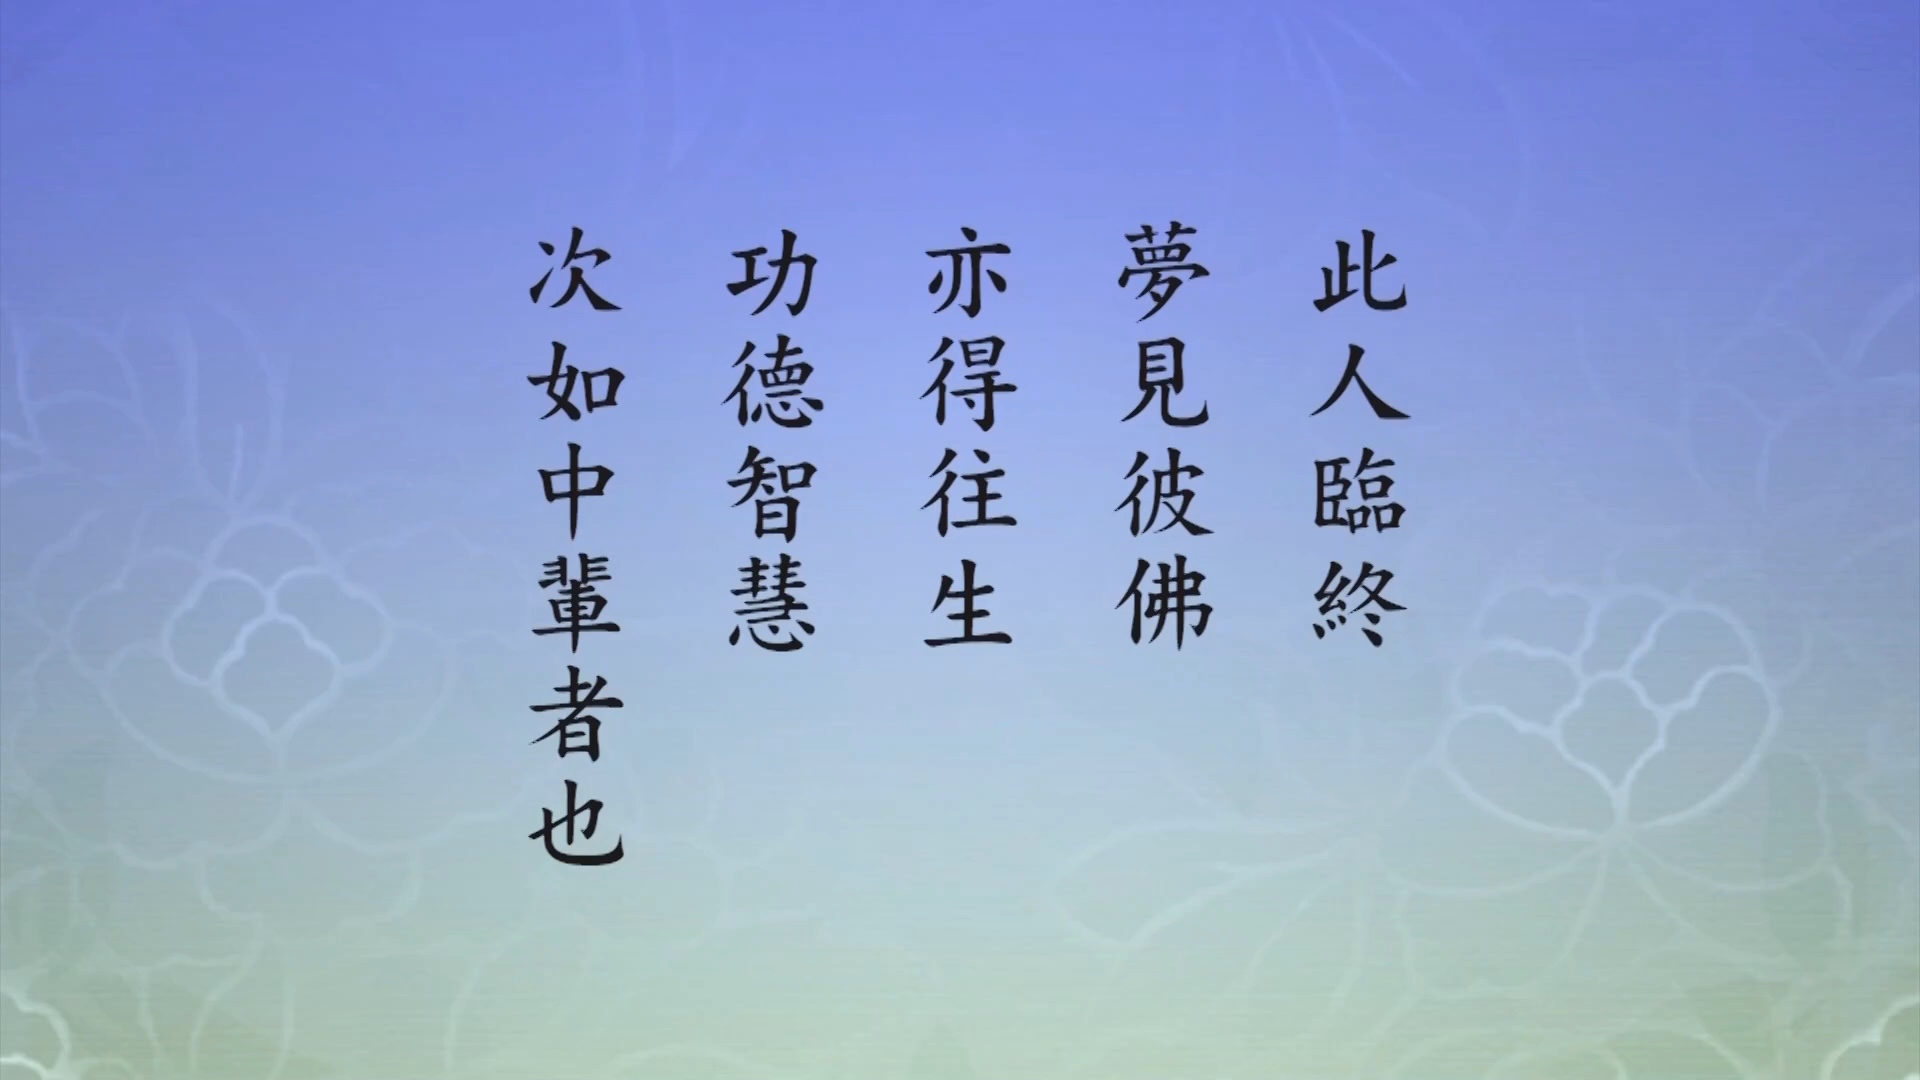 此人臨終
夢見彼佛
亦得往生
功德智慧
次如中輩者也